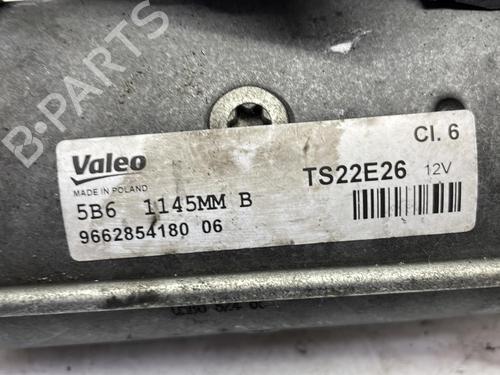 B-PARTS
Valeo
MADE IN POLAND
Cl. 6
TS22E26 12V
5B6 1145MM B
9662854180 06